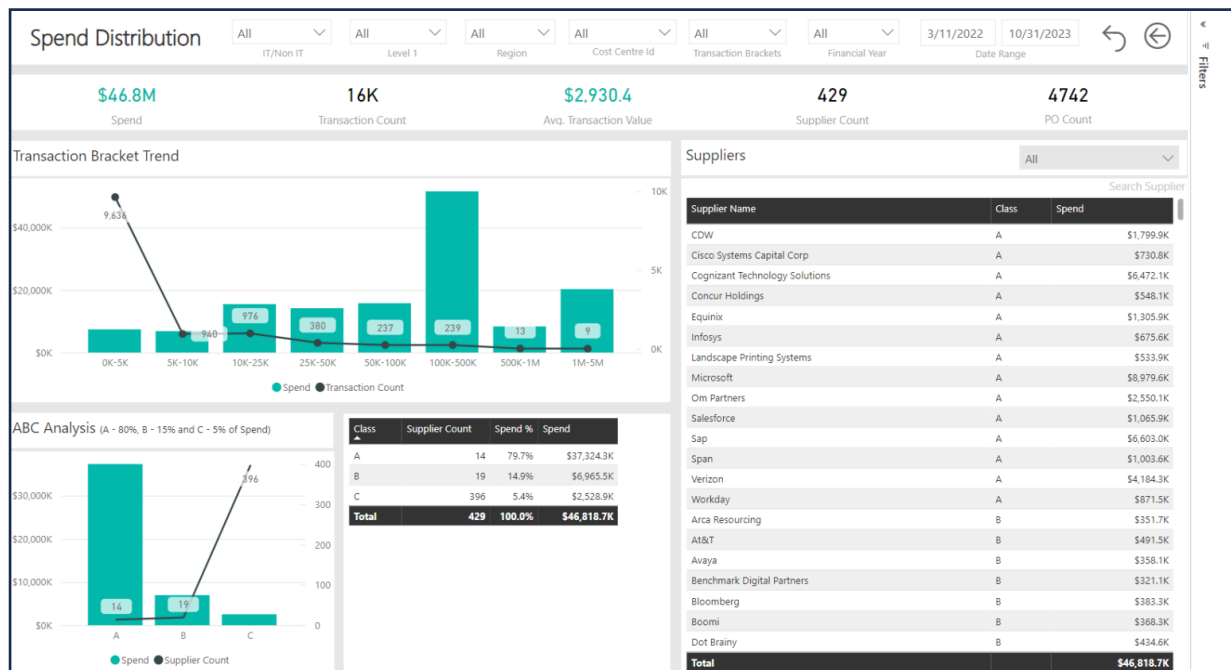 Spend Distribution
All All All All All All 3/11/2022 10/31/2023
IT/Non IT Level 1 Region Cost Centre Id Transaction Brackets Financial Year Date Range
Filters
$46.8M 16K $2,930.4 429 4742
Spend Transaction Count Avg. Transaction Value Supplier Count PO Count
Transaction Bracket Trend
$40,000K
$20,000K
$0K
10K
5K
0K
9,636
940
976
380
237
239
13
9
0K-5K 5K-10K 10K-25K 25K-50K 50K-100K 100K-500K 500K-1M 1M-5M
Spend Transaction Count
ABC Analysis (A - 80%, B - 15% and C - 5% of Spend)
$30,000K
$20,000K
$10,000K
$0K
400
300
200
100
0
14
19
396
A B C
Spend Supplier Count
Class Supplier Count Spend % Spend
A 14 79.7% $37,324.3K
B 19 14.9% $6,965.5K
C 396 5.4% $2,528.9K
Total 429 100.0% $46,818.7K
Suppliers
All
Search Supplier
Supplier Name Class Spend
CDW A $1,799.9K
Cisco Systems Capital Corp A $730.8K
Cognizant Technology Solutions A $6,472.1K
Concur Holdings A $548.1K
Equinix A $1,305.9K
Infosys A $675.6K
Landscape Printing Systems A $533.9K
Microsoft A $8,979.6K
Om Partners A $2,550.1K
Salesforce A $1,065.9K
Sap A $6,603.0K
Span A $1,003.6K
Verizon A $4,184.3K
Workday A $871.5K
Arca Resourcing B $351.7K
At&T B $491.5K
Avaya B $358.1K
Benchmark Digital Partners B $321.1K
Bloomberg B $383.3K
Boomi B $368.3K
Dot Brainy B $434.6K
Total $46,818.7K